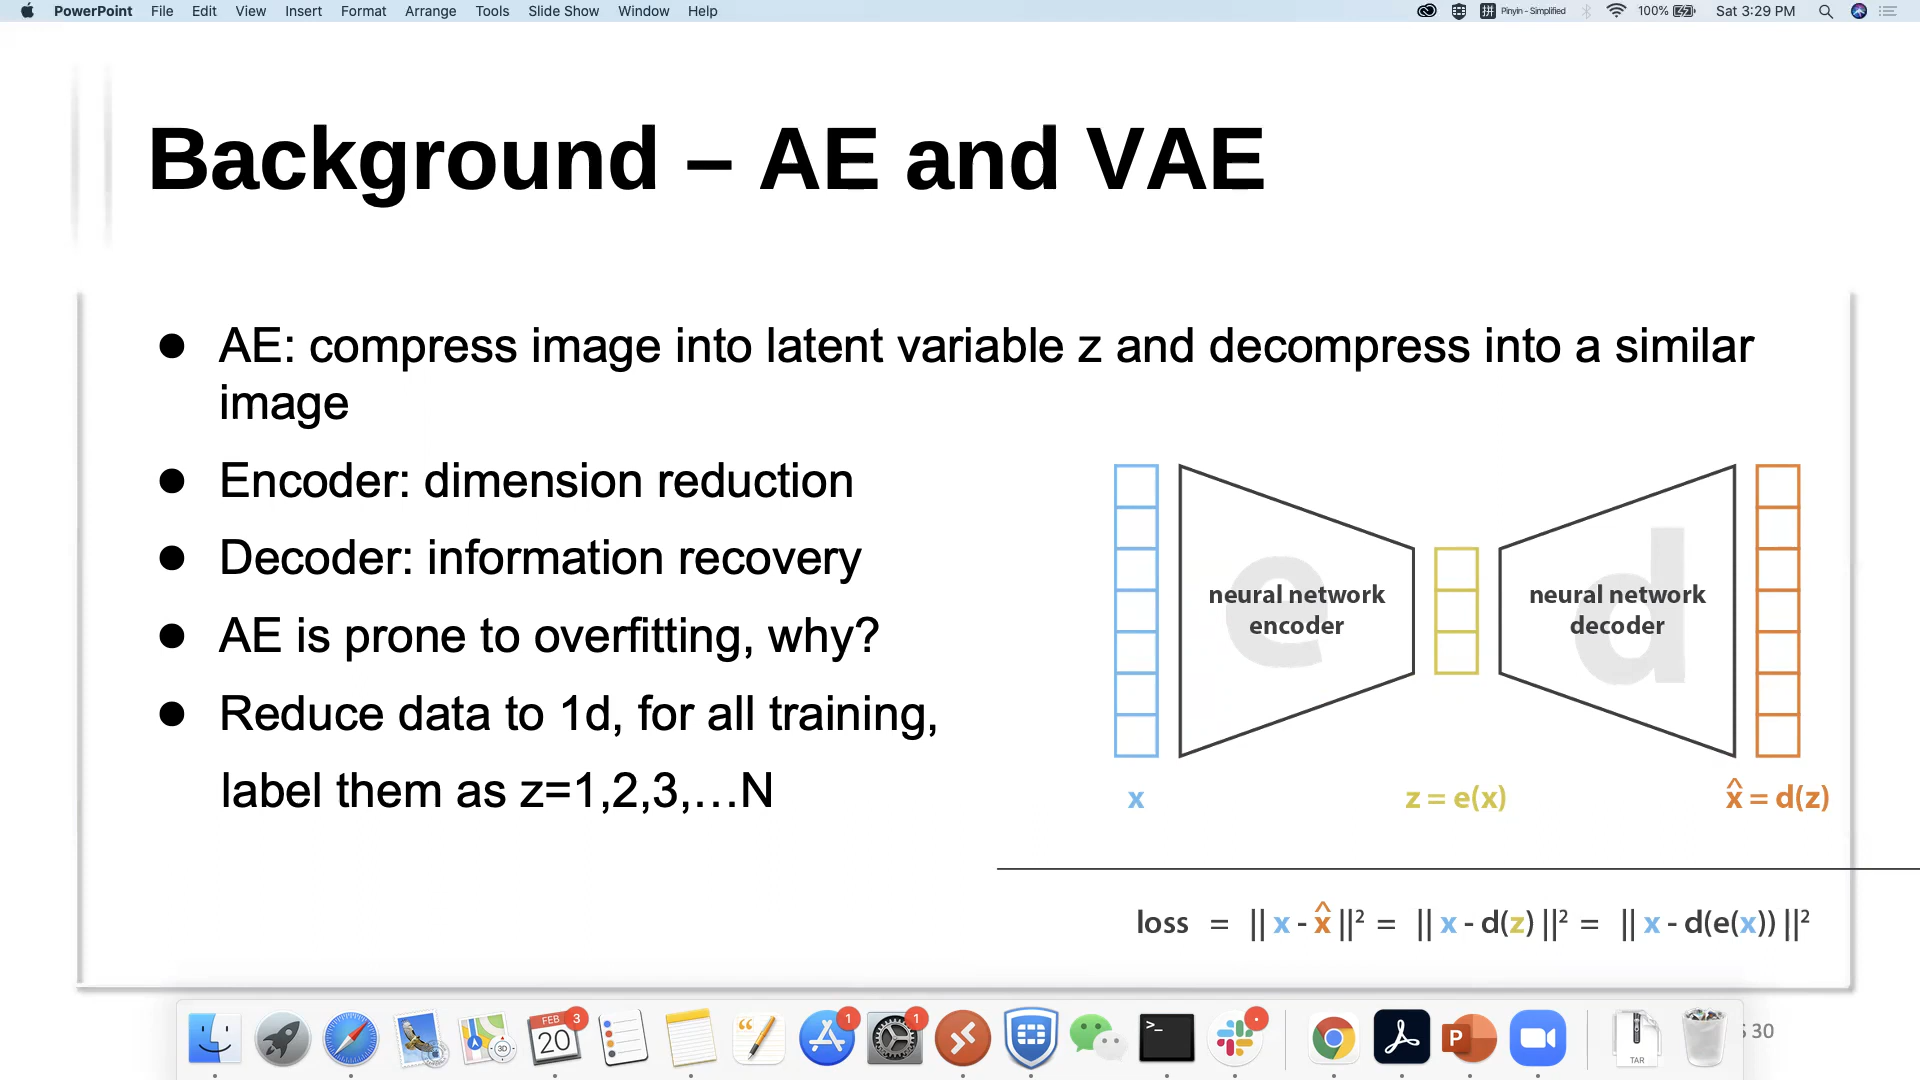 PowerPoint File Edit View Insert Format Arrange Tools Slide Show Window Help Pinyin - Simplified 100% Sat 3:29 PM
Background – AE and VAE
● AE: compress image into latent variable z and decompress into a similar
image
● Encoder: dimension reduction
● Decoder: information recovery
● AE is prone to overfitting, why?
● Reduce data to 1d, for all training,
label them as z=1,2,3,…N
e
neural network
encoder
d
neural network
decoder
x
z = e(x)
x̂ = d(z)
loss = || x - x̂ ||² = || x - d(z) ||² = || x - d(e(x)) ||²
FEB
20
3
1
1
TAR
30